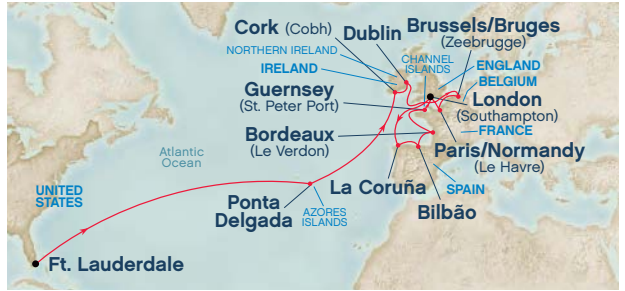 Cork (Cobh)
Dublin
Brussels/Bruges
(Zeebrugge)
NORTHERN IRELAND
CHANNEL
ISLANDS
IRELAND
ENGLAND
BELGIUM
Guernsey
(St. Peter Port)
London
(Southampton)
Bordeaux
(Le Verdon)
FRANCE
Paris/Normandy
(Le Havre)
Atlantic
Ocean
UNITED
STATES
Ponta
Delgada
AZORES
ISLANDS
La Coruña
SPAIN
Bilbão
Ft. Lauderdale